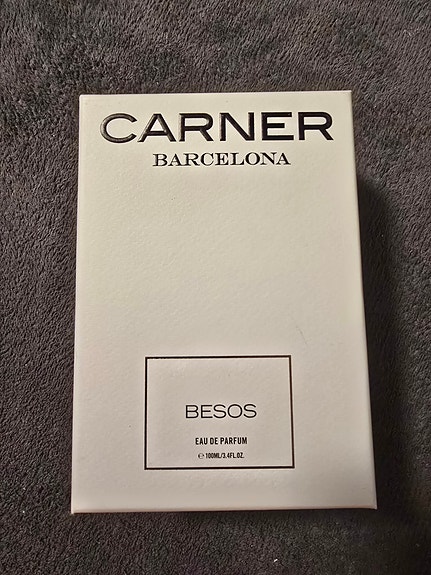 CARNER
BARCELONA
BESOS
EAU DE PARFUM
℮ 100ML/3.4FL.OZ.